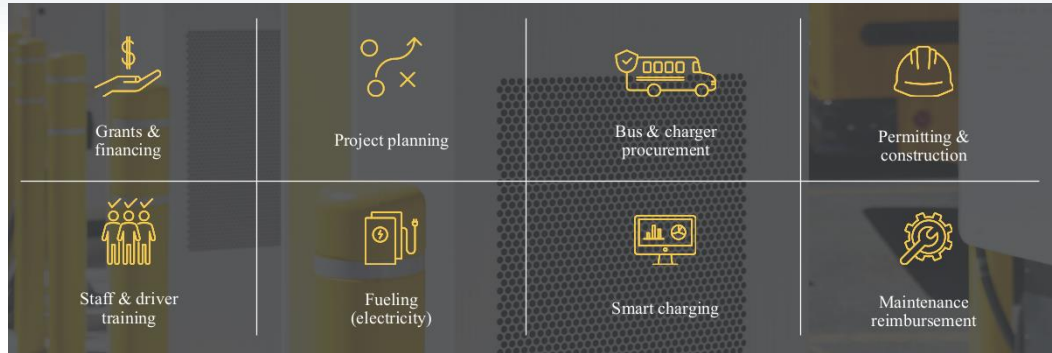 Grants &
financing
Project planning
Bus & charger
procurement
Permitting &
construction
Staff & driver
training
Fueling
(electricity)
Smart charging
Maintenance
reimbursement